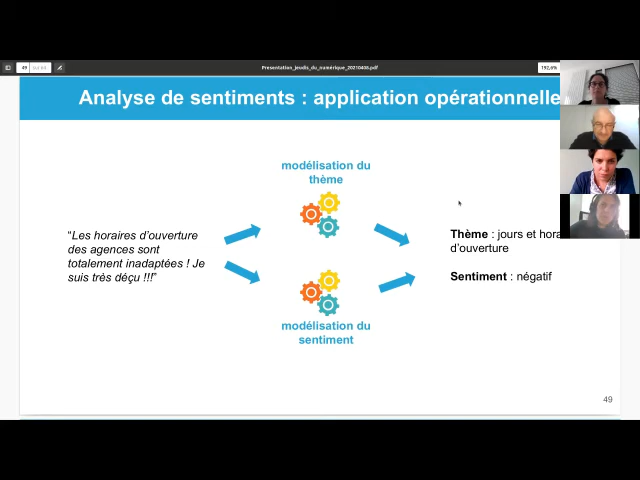 49
Presentation_jeudis_du_numérique_20210408.pdf
192,6%
Analyse de sentiments : application opérationnelle
modélisation du
thème
"Les horaires d'ouverture
des agences sont
totalement inadaptées ! Je
suis très déçu !!!"
Thème : jours et hora
d'ouverture
Sentiment : négatif
modélisation du
sentiment
49